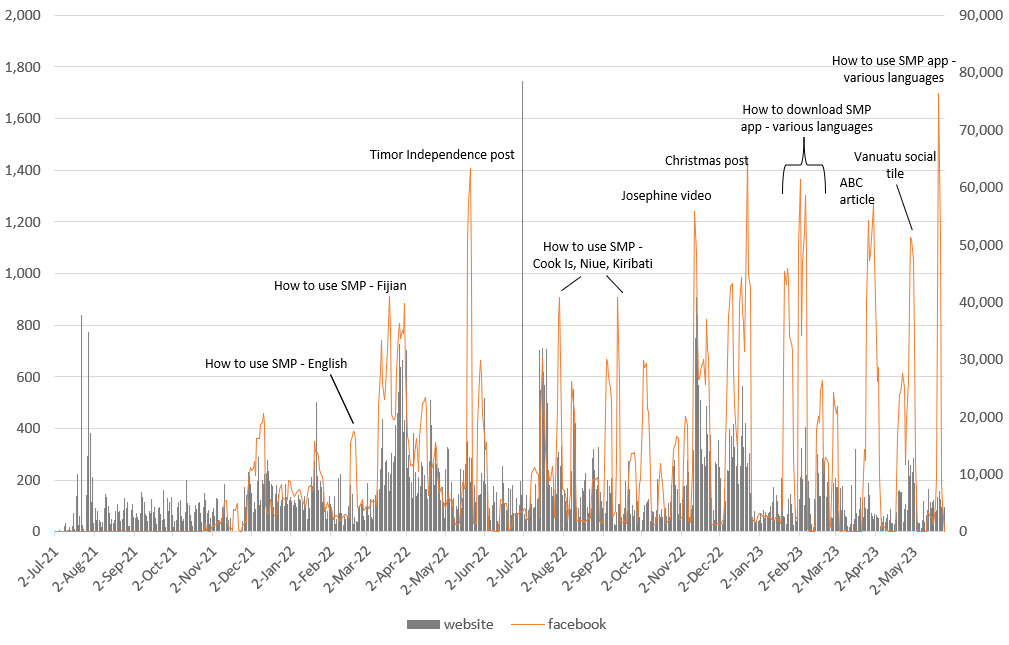 2,000
1,800
1,600
1,400
1,200
1,000
800
600
400
200
0
90,000
80,000
70,000
60,000
50,000
40,000
30,000
20,000
10,000
0
How to use SMP - English
How to use SMP - Fijian
Timor Independence post
How to use SMP -
Cook Is, Niue, Kiribati
Josephine video
Christmas post
How to download SMP
app - various languages
ABC
article
Vanuatu social
tile
How to use SMP app -
various languages
2-Jul-21
2-Aug-21
2-Sep-21
2-Oct-21
2-Nov-21
2-Dec-21
2-Jan-22
2-Feb-22
2-Mar-22
2-Apr-22
2-May-22
2-Jun-22
2-Jul-22
2-Aug-22
2-Sep-22
2-Oct-22
2-Nov-22
2-Dec-22
2-Jan-23
2-Feb-23
2-Mar-23
2-Apr-23
2-May-23
website
facebook